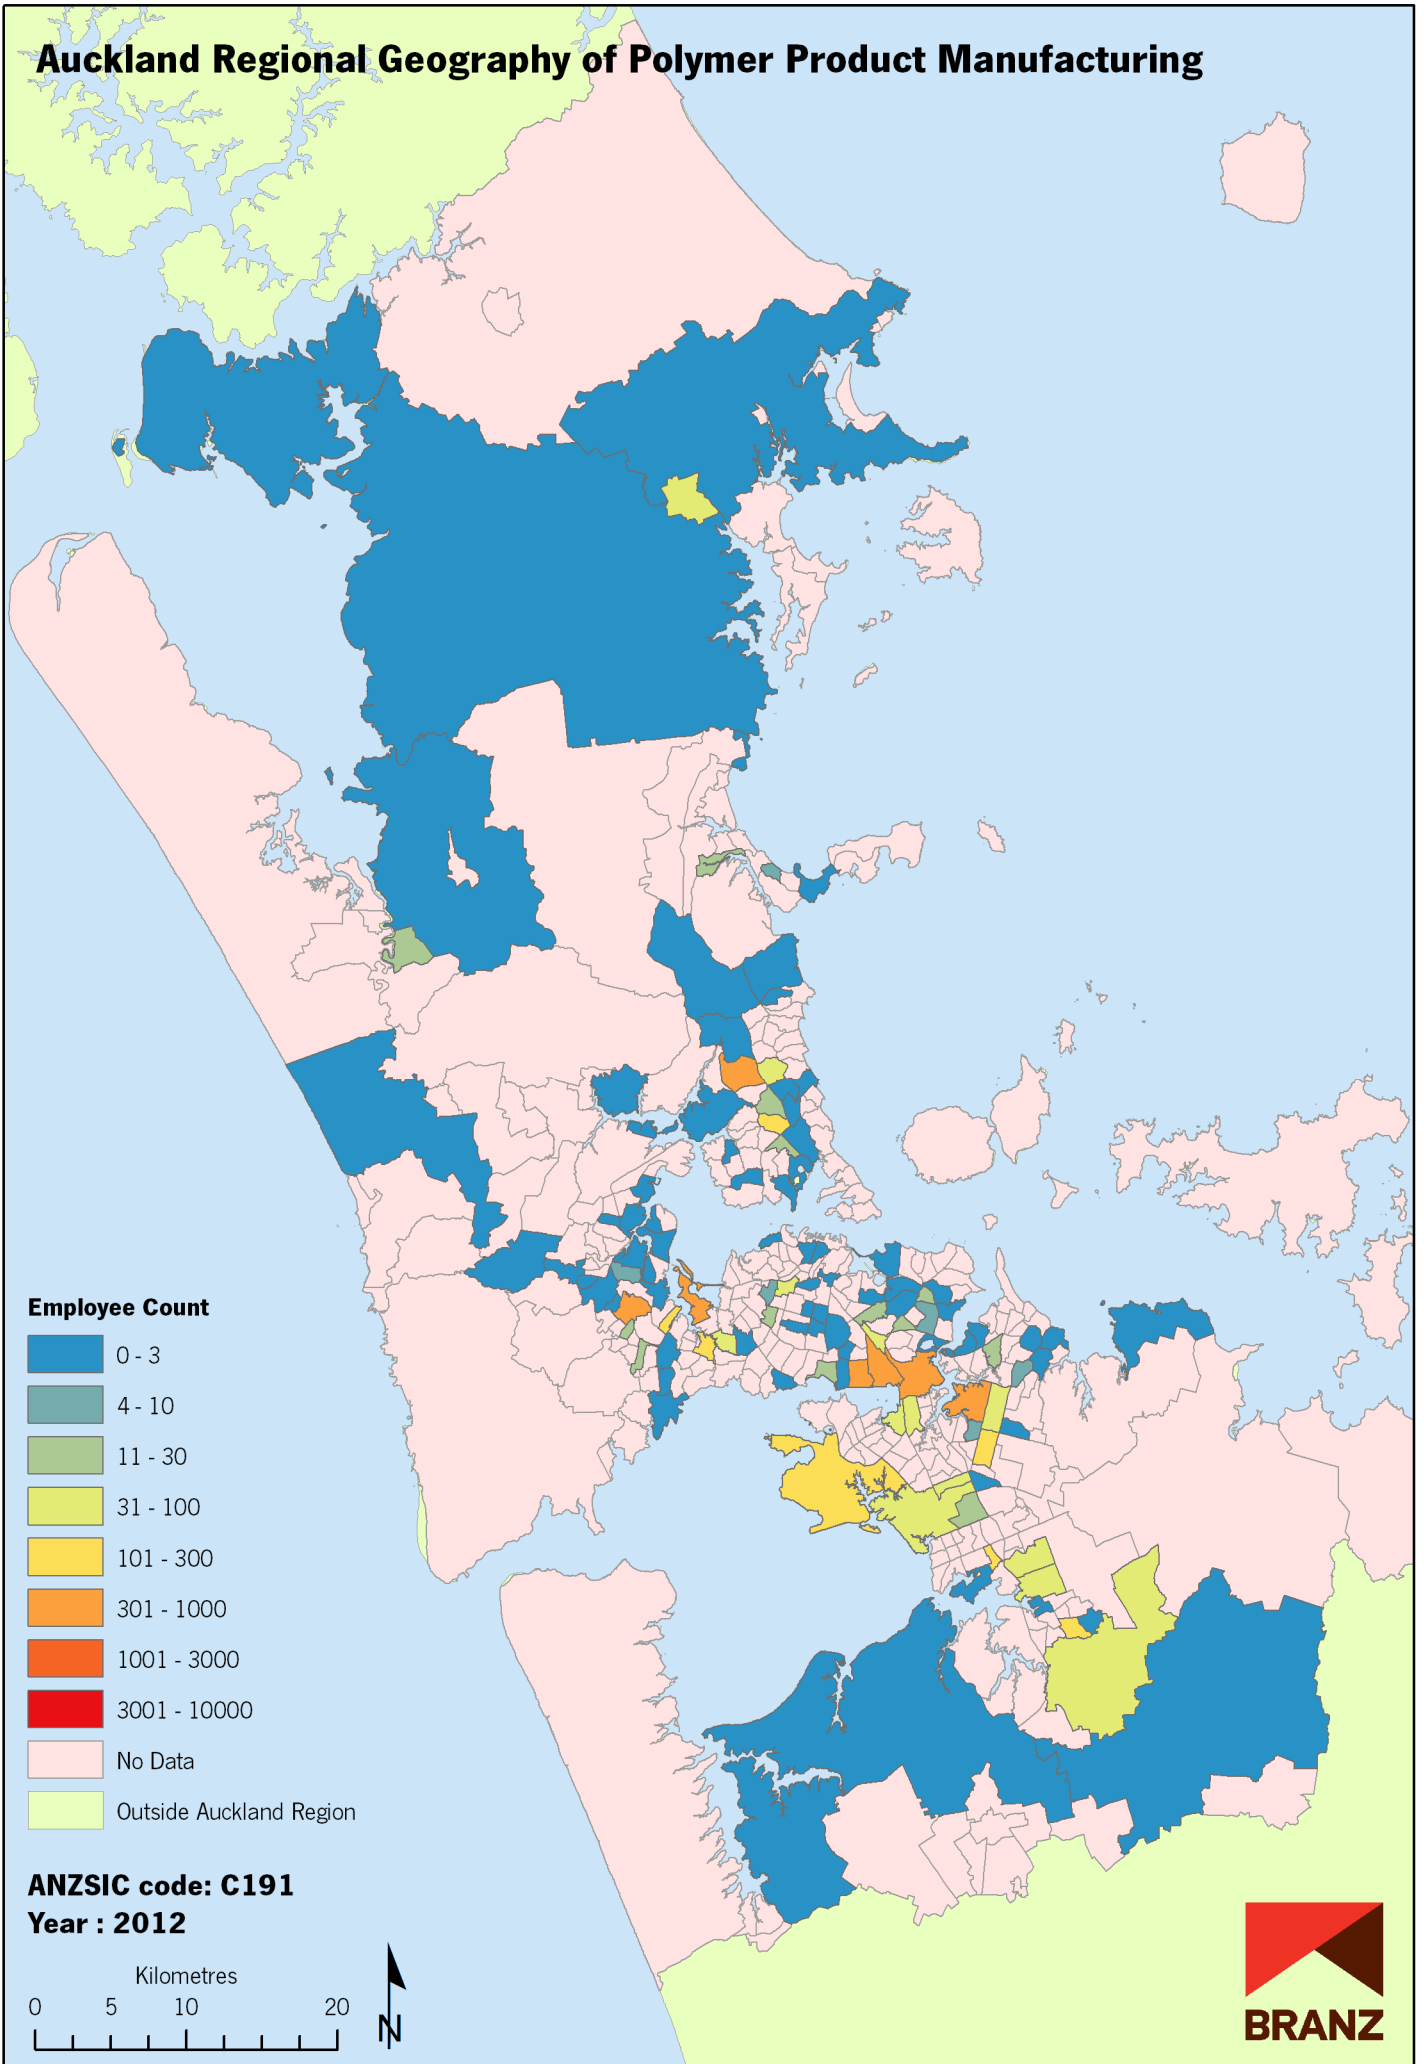 Auckland Regional Geography of Polymer Product Manufacturing
Employee Count
0 - 3
4 - 10
11 - 30
31 - 100
101 - 300
301 - 1000
1001 - 3000
3001 - 10000
No Data
Outside Auckland Region
ANZSIC code: C191
Year : 2012
Kilometres
0 5 10 20
N
BRANZ